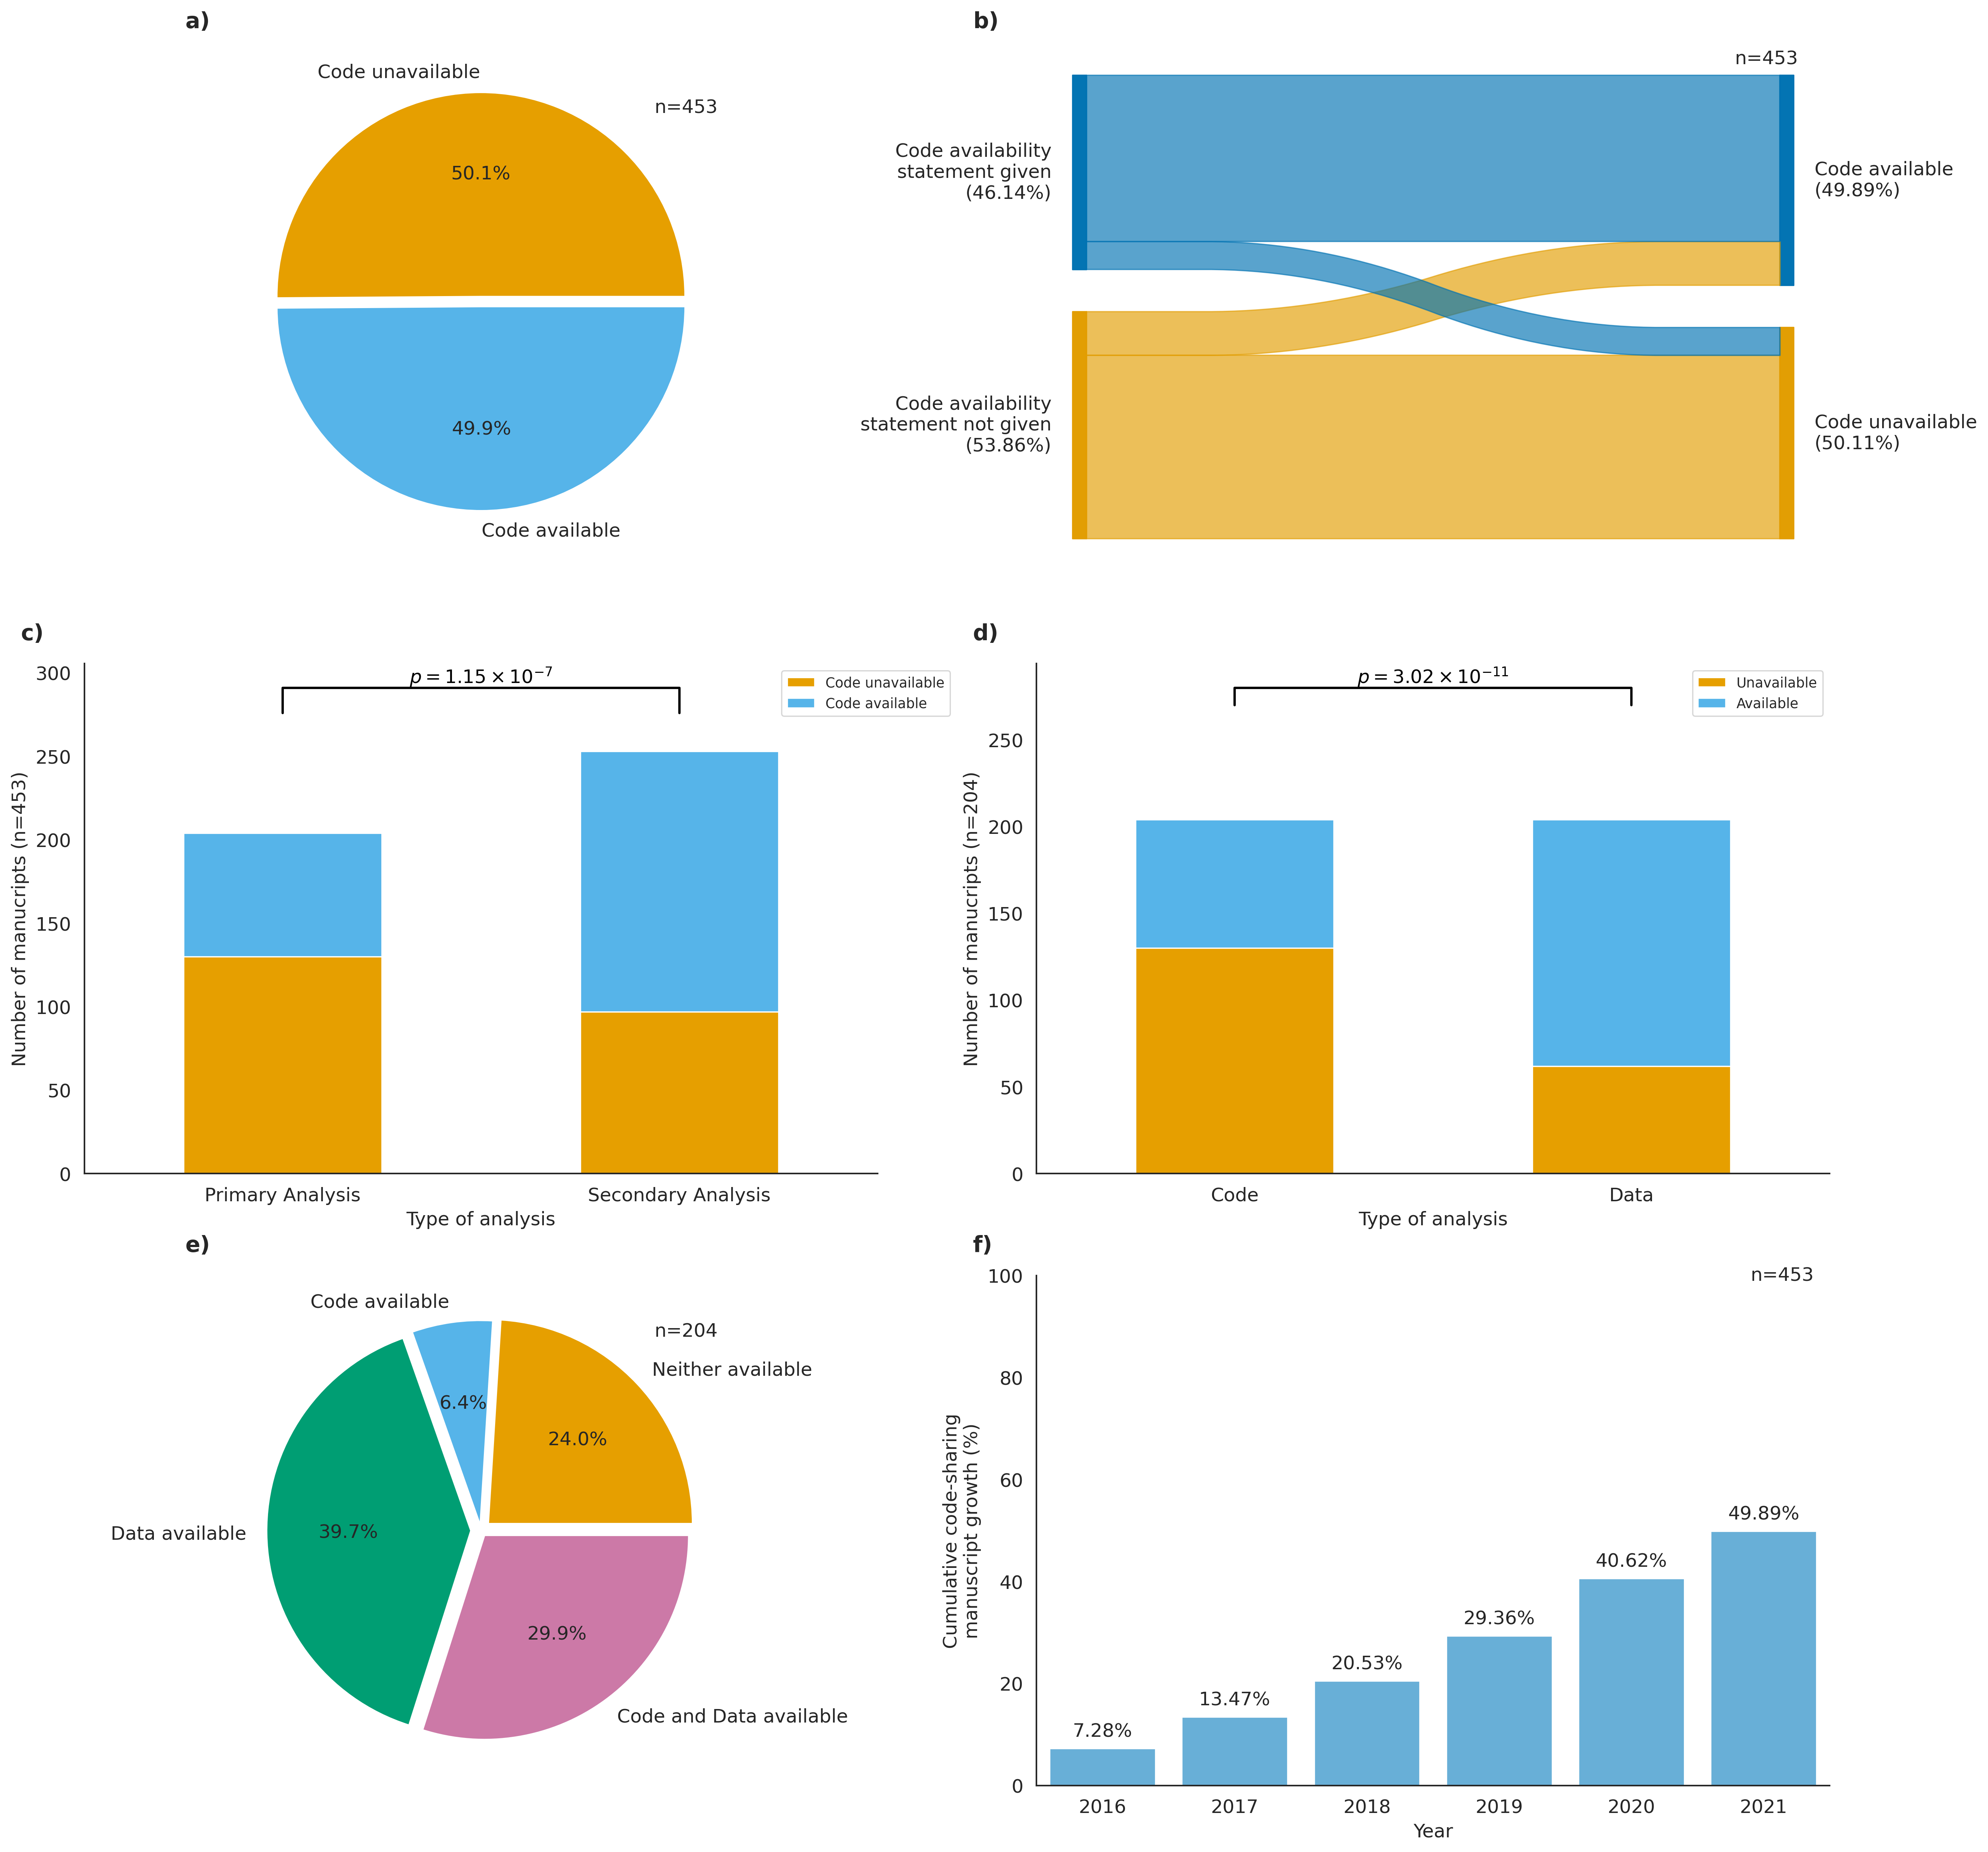 a)
Code unavailable
n=453
50.1%
49.9%
Code available
b)
n=453
Code availability
statement given
(46.14%)
Code available
(49.89%)
Code availability
statement not given
(53.86%)
Code unavailable
(50.11%)
c)
p = 1.15 × 10⁻⁷
Code unavailable
Code available
Number of manucripts (n=453)
300
250
200
150
100
50
0
Primary Analysis
Secondary Analysis
Type of analysis
d)
p = 3.02 × 10⁻¹¹
Unavailable
Available
Number of manucripts (n=204)
250
200
150
100
50
0
Code
Data
Type of analysis
e)
Code available
n=204
Neither available
6.4%
24.0%
Data available
39.7%
29.9%
Code and Data available
f)
n=453
Cumulative code-sharing
manuscript growth (%)
100
80
60
40
20
0
7.28%
13.47%
20.53%
29.36%
40.62%
49.89%
2016
2017
2018
2019
2020
2021
Year